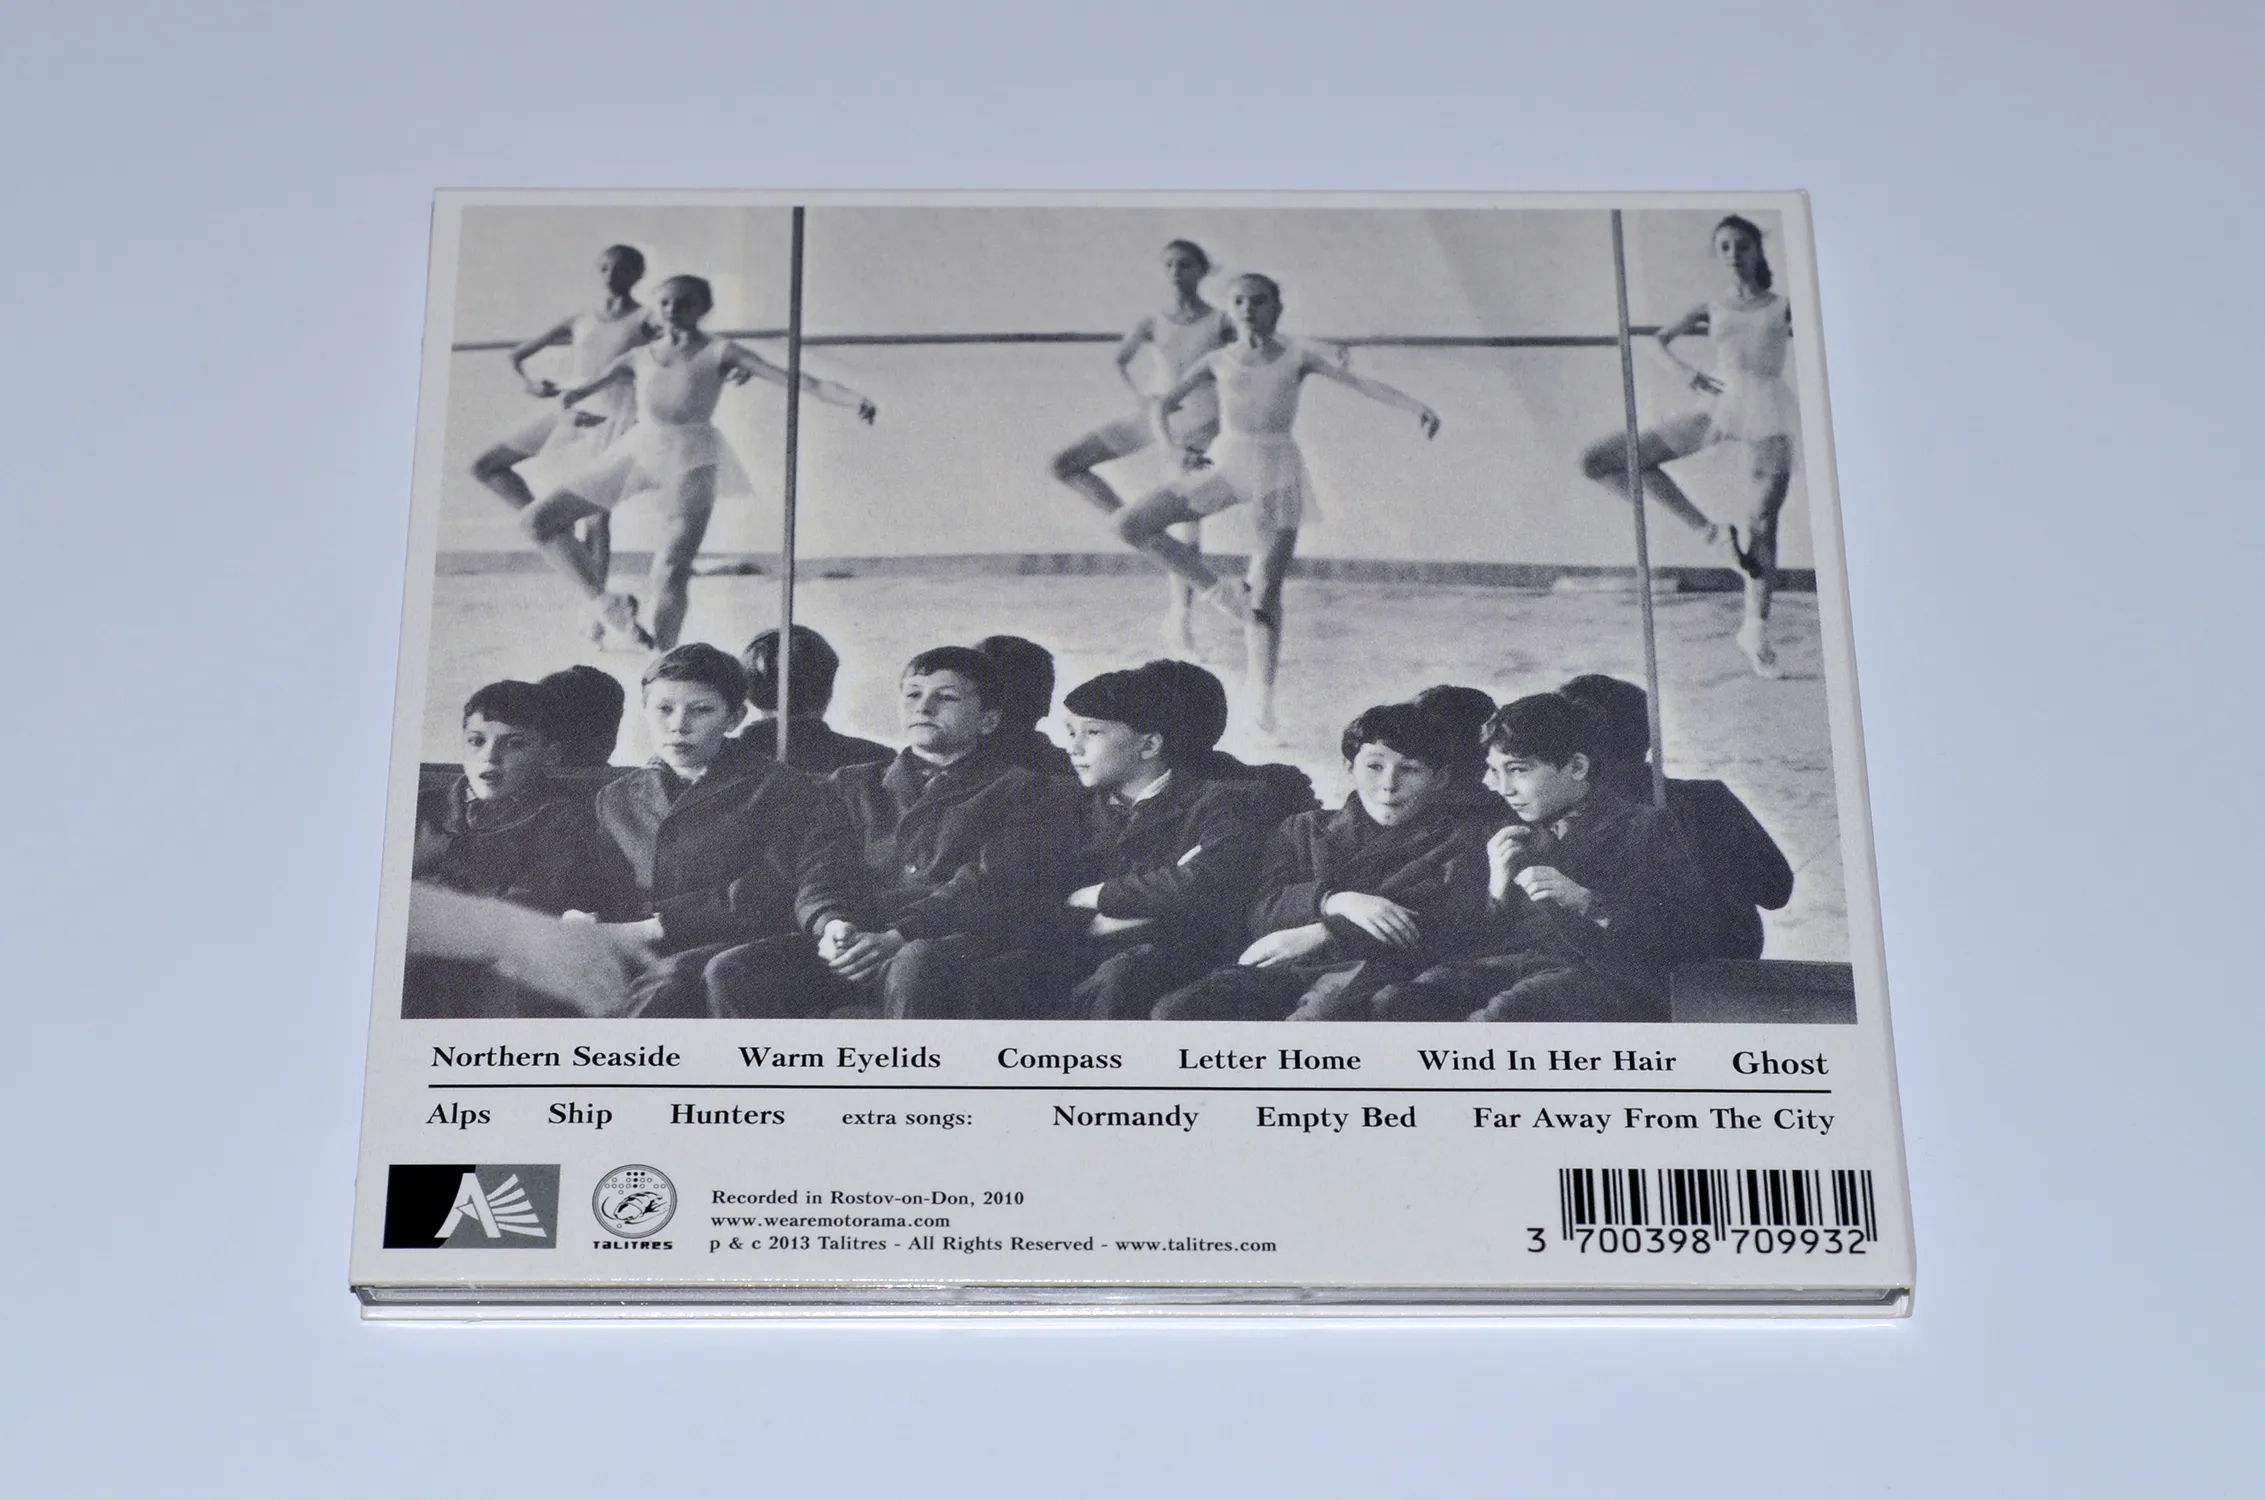 Northern Seaside Warm Eyelids Compass Letter Home Wind In Her Hair Ghost
Alps Ship Hunters extra songs: Normandy Empty Bed Far Away From The City
A
TALITRES
Recorded in Rostov-on-Don, 2010
www.wearemotorama.com
p & c 2013 Talitres - All Rights Reserved - www.talitres.com
3 700398 709932